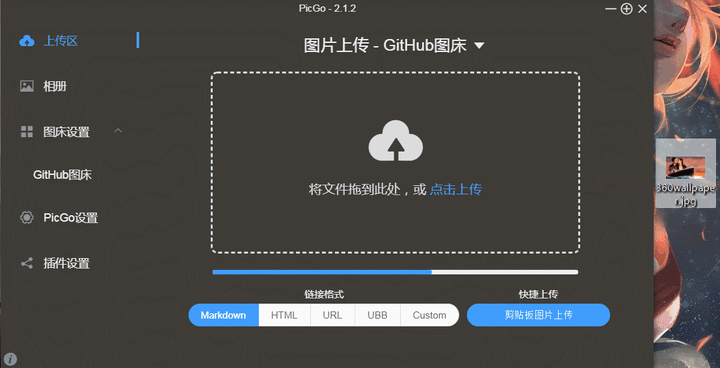 PicGo - 2.1.2
上传区
图片上传 - GitHub图床
相册
图床设置
GitHub图床
将文件拖到此处，或 点击上传
PicGo设置
插件设置
链接格式
快捷上传
Markdown
HTML
URL
UBB
Custom
剪贴板图片上传
360wallpape
r.jpg